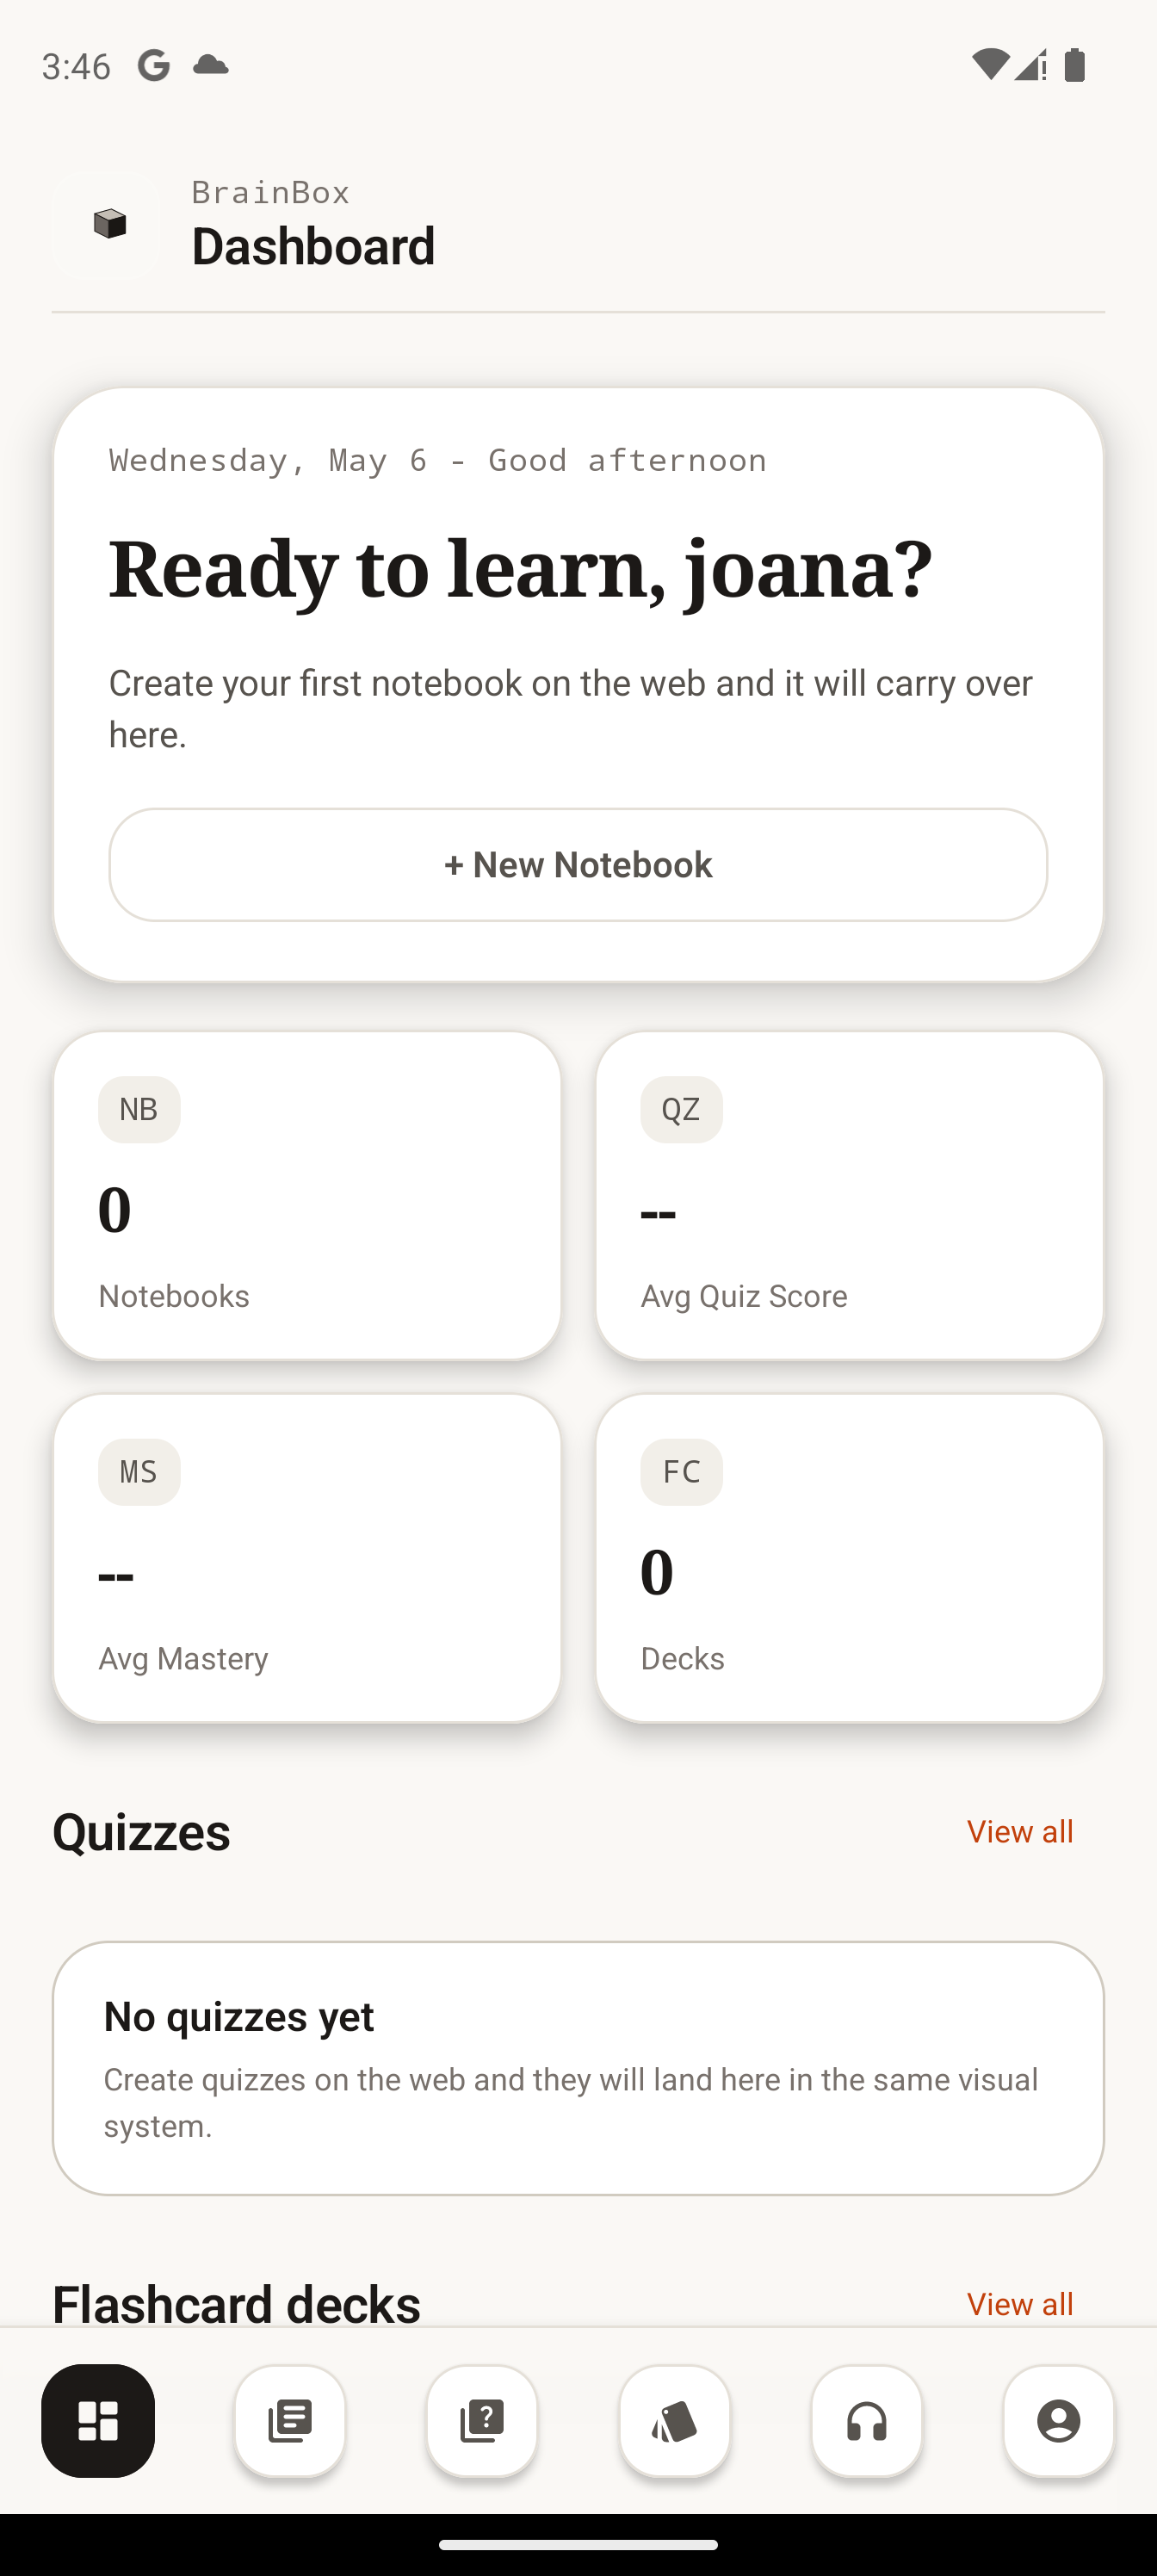 3:46
BrainBox
Dashboard
Wednesday, May 6 - Good afternoon
Ready to learn, joana?
Create your first notebook on the web and it will carry over
here.
+ New Notebook
NB
0
Notebooks
QZ
--
Avg Quiz Score
MS
--
Avg Mastery
FC
0
Decks
Quizzes
View all
No quizzes yet
Create quizzes on the web and they will land here in the same visual
system.
Flashcard decks
View all